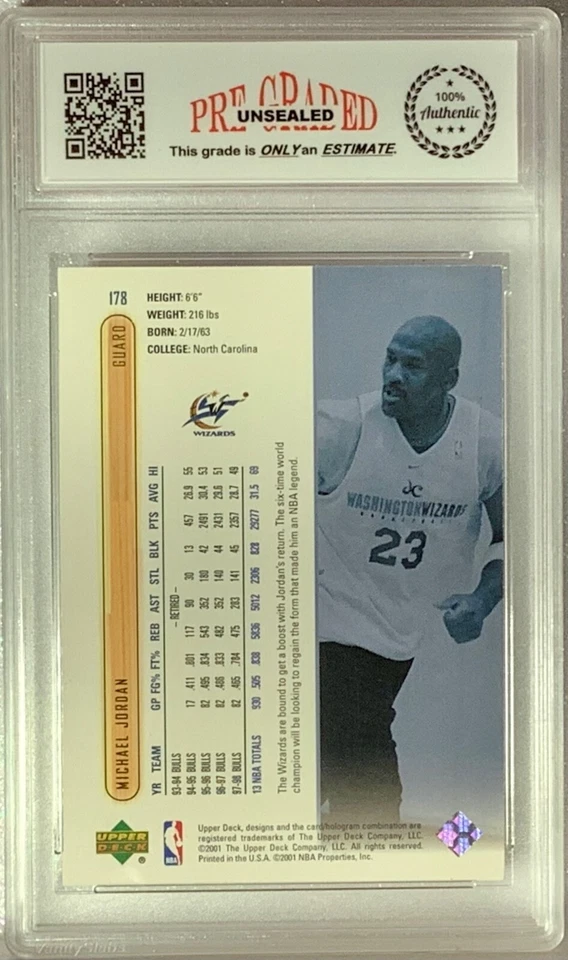 PRE GRADED
UNSEALED
This grade is ONLY an ESTIMATE.
100%
Authentic
178
HEIGHT: 6'6"
WEIGHT: 216 lbs
BORN: 2/17/63
COLLEGE: North Carolina
WIZARDS
MICHAEL JORDAN GUARD
YR TEAM GP FG% FT% REB AST STL BLK PTS AVG HI
93-94 BULLS – RETIRED –
94-95 BULLS 17 .411 .801 117 90 30 13 457 26.9 55
95-96 BULLS 82 .495 .834 543 352 180 42 2491 30.4 53
96-97 BULLS 82 .486 .833 482 352 140 44 2431 29.6 51
97-98 BULLS 82 .465 .784 475 283 141 45 2357 28.7 49
13 NBA TOTALS 930 .505 .838 5836 5012 2306 828 29277 31.5 69
The Wizards are bound to get a boost with Jordan's return. The six-time world
champion will be looking to regain the form that made him an NBA legend.
WASHINGTON WIZARDS
BASKETBALL
23
UPPER
DECK
®
NBA
Upper Deck, designs and the card/hologram combination are
registered trademarks of The Upper Deck Company, LLC.
©2001 The Upper Deck Company, LLC. All rights reserved.
Printed in the U.S.A. ©2001 NBA Properties, Inc.